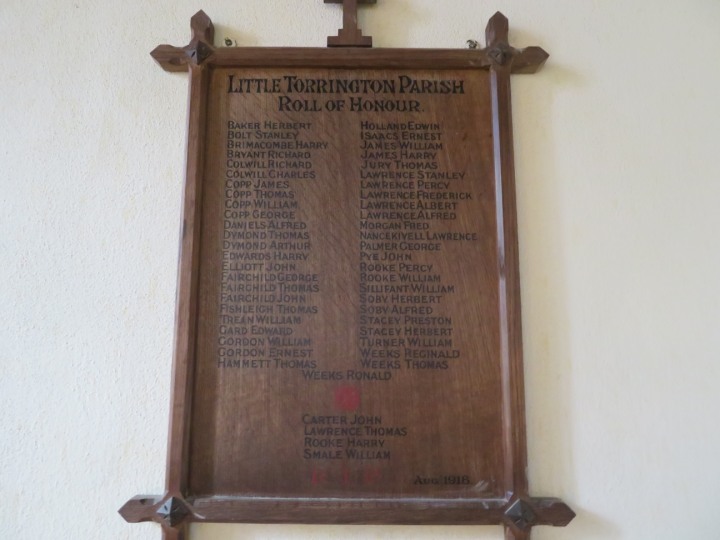 LITTLE TORRINGTON PARISH
ROLL OF HONOUR
BAKER HERBERT
BOLT STANLEY
BRIMACOMBE HARRY
BRYANT RICHARD
COLWILL RICHARD
COLWILL CHARLES
COPP JAMES
COPP THOMAS
COPP WILLIAM
COPP GEORGE
DANIELS ALFRED
DYMOND THOMAS
DYMOND ARTHUR
EDWARDS HARRY
ELLIOTT JOHN
FAIRCHILD GEORGE
FAIRCHILD THOMAS
FAIRCHILD JOHN
FISHLEIGH THOMAS
WILLIAM
GARD EDWARD
GORDON WILLIAM
GORDON ERNEST
HAMMETT THOMAS
HOLLAND EDWIN
ISAACS ERNEST
JAMES WILLIAM
JAMES HARRY
JURY THOMAS
LAWRENCE STANLEY
LAWRENCE PERCY
LAWRENCE FREDERICK
LAWRENCE ALBERT
LAWRENCE ALFRED
MORGAN FRED
NANCEKIVELL LAWRENCE
PALMER GEORGE
PYE JOHN
ROOKE PERCY
ROOKE WILLIAM
SILLIFANT WILLIAM
SOBY HERBERT
SOBY ALFRED
STACEY PRESTON
STACEY HERBERT
TURNER WILLIAM
WEEKS REGINALD
WEEKS THOMAS
WEEKS RONALD
CARTER JOHN
LAWRENCE THOMAS
ROOKE HARRY
SMALE WILLIAM
AUG 1918